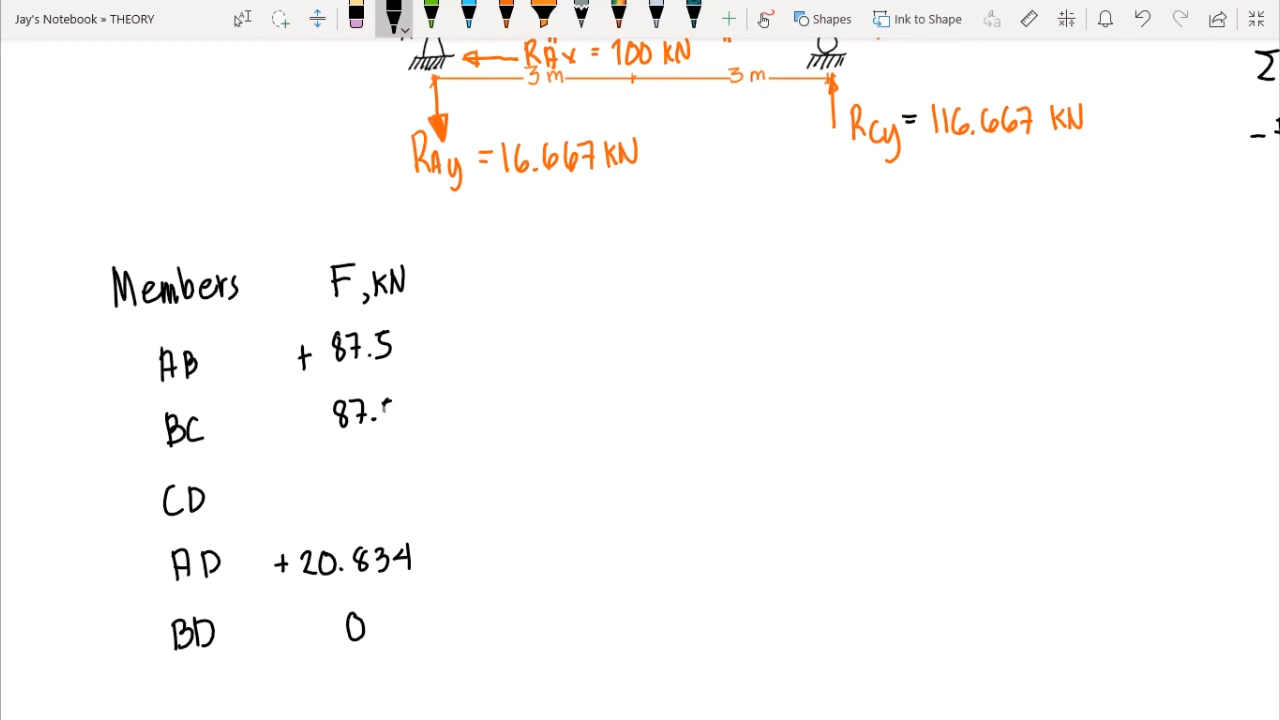 Jay's Notebook » THEORY
Shapes
Ink to Shape
RAx = 100 KN
3 m
3 m
Σ
RAy = 16.667 KN
RCy = 116.667 KN
Members F, KN
AB + 87.5
BC 87.
CD
AD + 20.834
BD 0